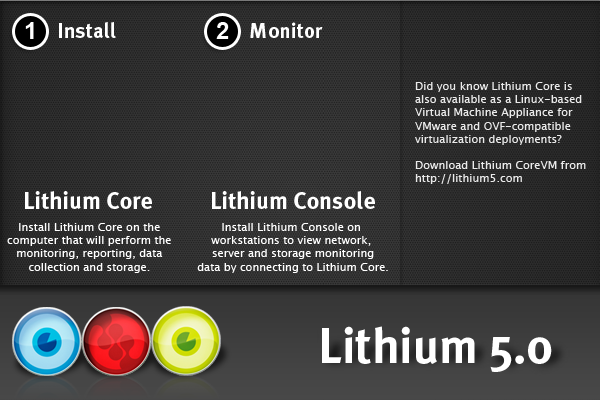 1 Install
2 Monitor
Did you know Lithium Core is
also available as a Linux-based
Virtual Machine Appliance for
VMware and OVF-compatible
virtualization deployments?
Download Lithium CoreVM from
http://lithium5.com
Lithium Core
Install Lithium Core on the
computer that will perform the
monitoring, reporting, data
collection and storage.
Lithium Console
Install Lithium Console on
workstations to view network,
server and storage monitoring
data by connecting to Lithium Core.
Lithium 5.0